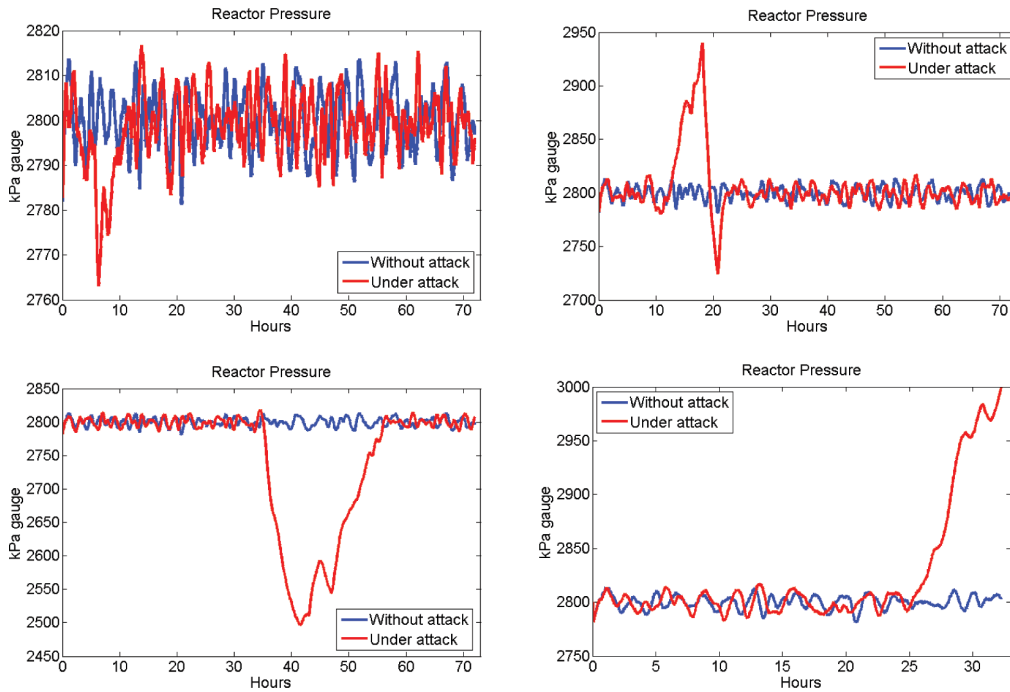 Reactor Pressure
2820
2810
2800
2790
2780
2770
2760
kPa gauge
0 10 20 30 40 50 60 70
Hours
Without attack
Under attack
Reactor Pressure
2950
2900
2850
2800
2750
2700
kPa gauge
0 10 20 30 40 50 60 70
Hours
Without attack
Under attack
Reactor Pressure
2850
2800
2750
2700
2650
2600
2550
2500
2450
kPa gauge
0 10 20 30 40 50 60 70
Hours
Without attack
Under attack
Reactor Pressure
3000
2950
2900
2850
2800
2750
kPa gauge
0 5 10 15 20 25 30
Hours
Without attack
Under attack